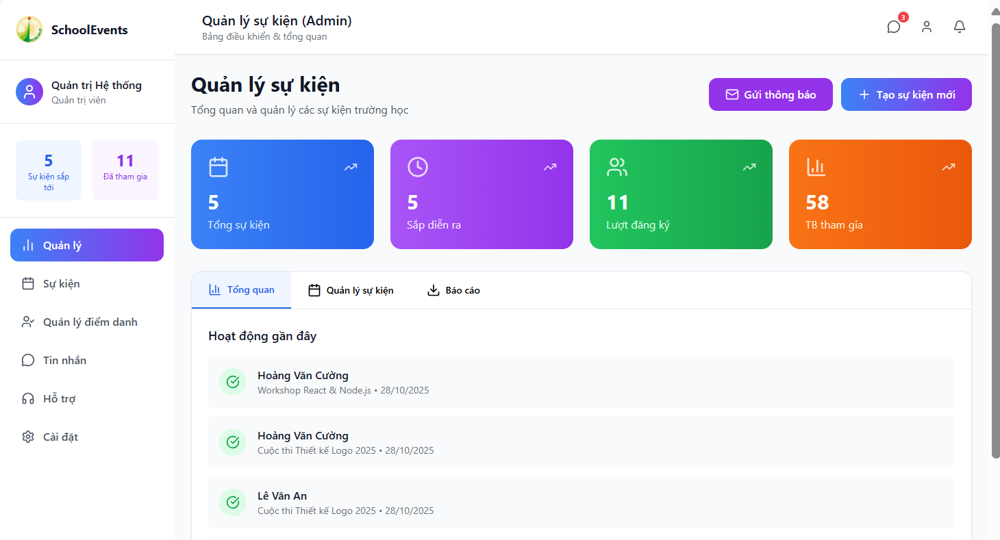 SchoolEvents
Quản trị Hệ thống
Quản trị viên
5
Sự kiện sắp
tới
11
Đã tham gia
Quản lý
Sự kiện
Quản lý điểm danh
Tin nhắn
Hỗ trợ
Cài đặt
Quản lý sự kiện (Admin)
Bảng điều khiển & tổng quan
3
Quản lý sự kiện
Tổng quan và quản lý các sự kiện trường học
Gửi thông báo
Tạo sự kiện mới
5
Tổng sự kiện
5
Sắp diễn ra
11
Lượt đăng ký
58
TB tham gia
Tổng quan
Quản lý sự kiện
Báo cáo
Hoạt động gần đây
Hoàng Văn Cường
Workshop React & Node.js • 28/10/2025
Hoàng Văn Cường
Cuộc thi Thiết kế Logo 2025 • 28/10/2025
Lê Văn An
Cuộc thi Thiết kế Logo 2025 • 28/10/2025